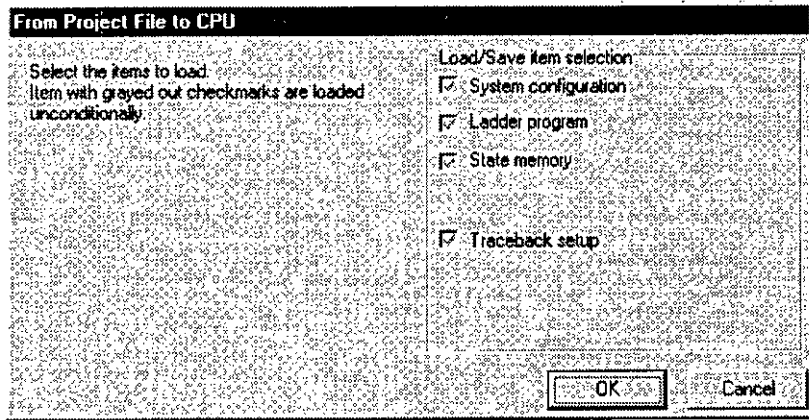 From Project File to CPU
Select the items to load.
Item with grayed out checkmarks are loaded
unconditionally.
Load/Save item selection
System configuration
Ladder program
State memory
Traceback setup
OK
Cancel